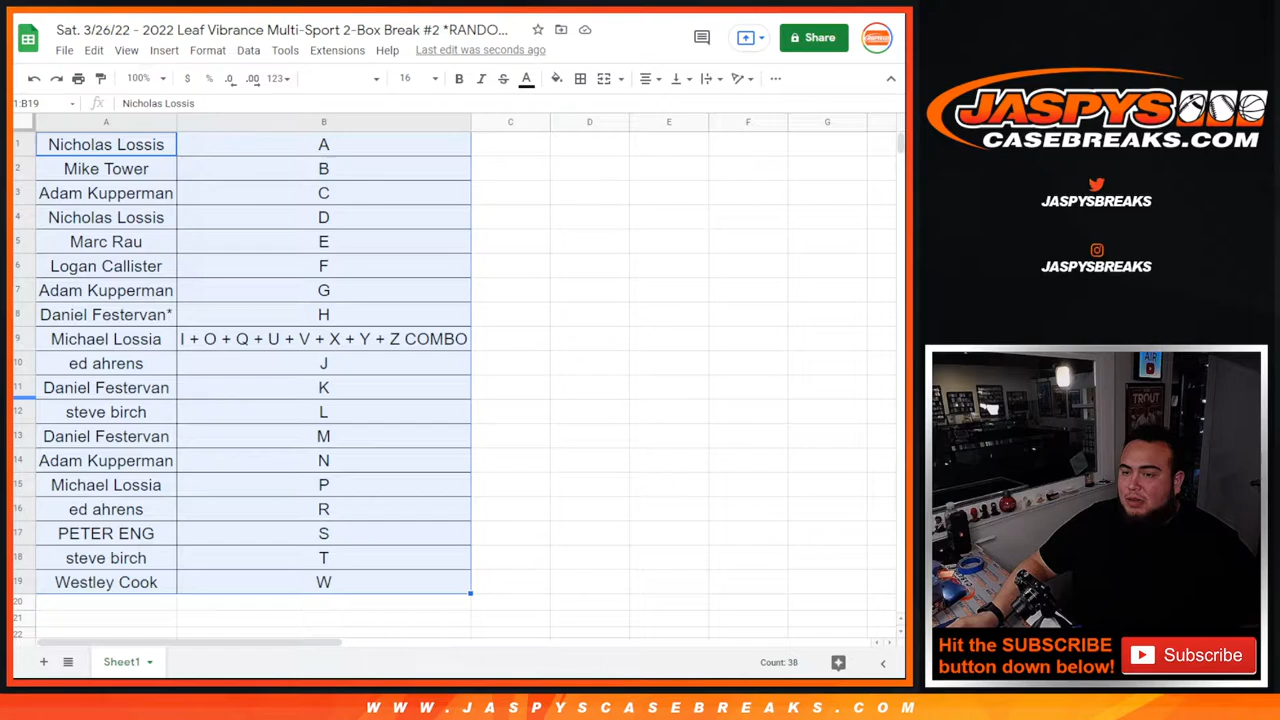 Sat. 3/26/22 - 2022 Leaf Vibrance Multi-Sport 2-Box Break #2 *RANDO...
File Edit View Insert Format Data Tools Extensions Help Last edit was seconds ago
Share
100% $ % .0 .00 123 16 B I S A
1:B19 fx Nicholas Lossis
A B C D E F G
1 Nicholas Lossis A
2 Mike Tower B
3 Adam Kupperman C
4 Nicholas Lossis D
5 Marc Rau E
6 Logan Callister F
7 Adam Kupperman G
8 Daniel Festervan* H
9 Michael Lossia I + O + Q + U + V + X + Y + Z COMBO
10 ed ahrens J
11 Daniel Festervan K
12 steve birch L
13 Daniel Festervan M
14 Adam Kupperman N
15 Michael Lossia P
16 ed ahrens R
17 PETER ENG S
18 steve birch T
19 Westley Cook W
20
21
22
Sheet1
Count: 38
JASPYS
CASEBREAKS.COM
JASPYSBREAKS
JASPYSBREAKS
AIR
TROUT
Hit the SUBSCRIBE
button down below!
Subscribe
WWW.JASPYSCASEBREAKS.COM